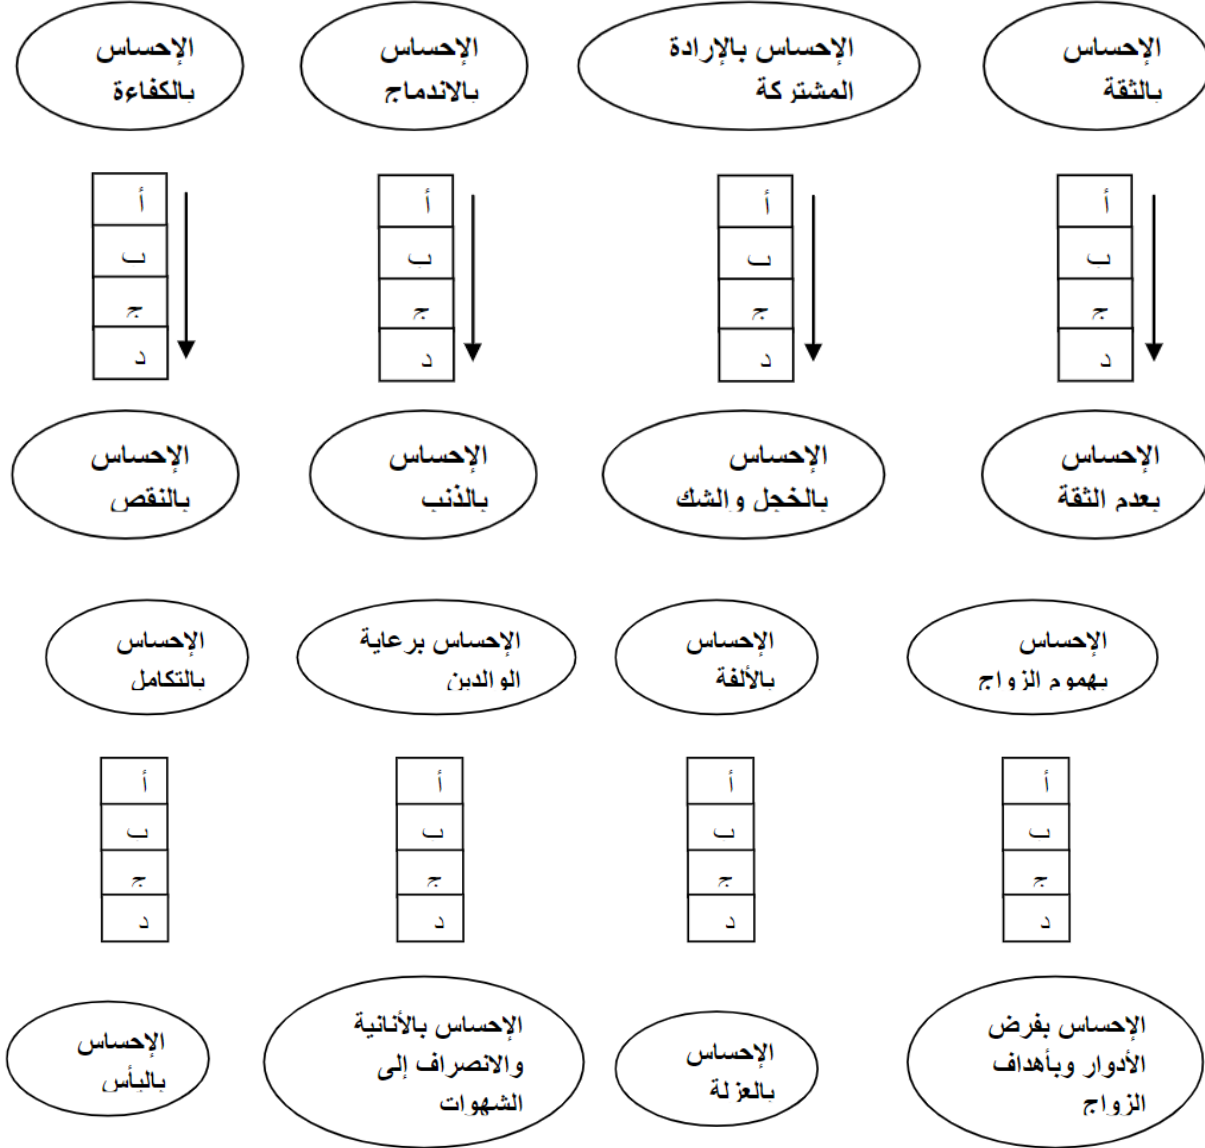 الإحساس
بالثقة
الإحساس بالإرادة
المشتركة
الإحساس
بالاندماج
الإحساس
بالكفاءة
أ
ب
ج
د
أ
ب
ج
د
أ
ب
ج
د
أ
ب
ج
د
الإحساس
بعدم الثقة
الإحساس
بالخجل والشك
الإحساس
بالذنب
الإحساس
بالنقص
الإحساس
بهموم الزواج
الإحساس
بالألفة
الإحساس برعاية
الوالدين
الإحساس
بالتكامل
أ
ب
ج
د
أ
ب
ج
د
أ
ب
ج
د
أ
ب
ج
د
الإحساس بفرض
الأدوار وبأهداف
الزواج
الإحساس
بالعزلة
الإحساس بالأنانية
والانصراف إلى
الشهوات
الإحساس
باليأس